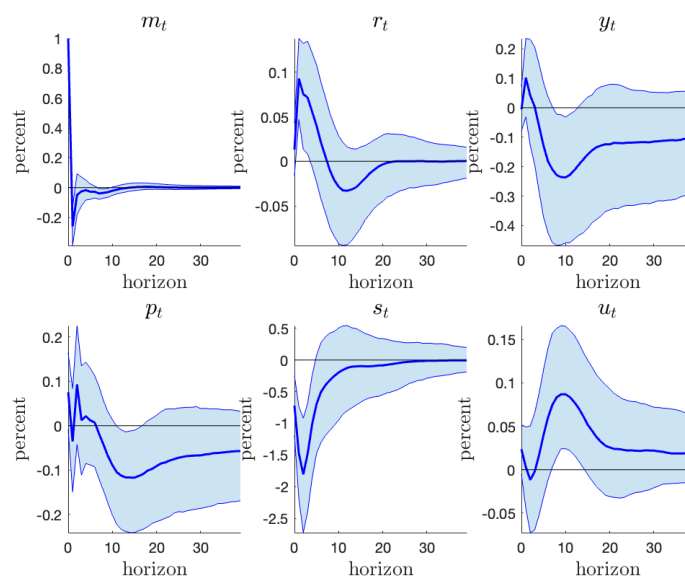 m_t
r_t
y_t
percent
1
0.8
0.6
0.4
0.2
0
-0.2
0 10 20 30
horizon
percent
0.1
0.05
0
-0.05
0 10 20 30
horizon
percent
0.2
0.1
0
-0.1
-0.2
-0.3
-0.4
0 10 20 30
horizon
p_t
s_t
u_t
percent
0.2
0.1
0
-0.1
-0.2
0 10 20 30
horizon
percent
0.5
0
-0.5
-1
-1.5
-2
-2.5
0 10 20 30
horizon
percent
0.15
0.1
0.05
0
-0.05
0 10 20 30
horizon